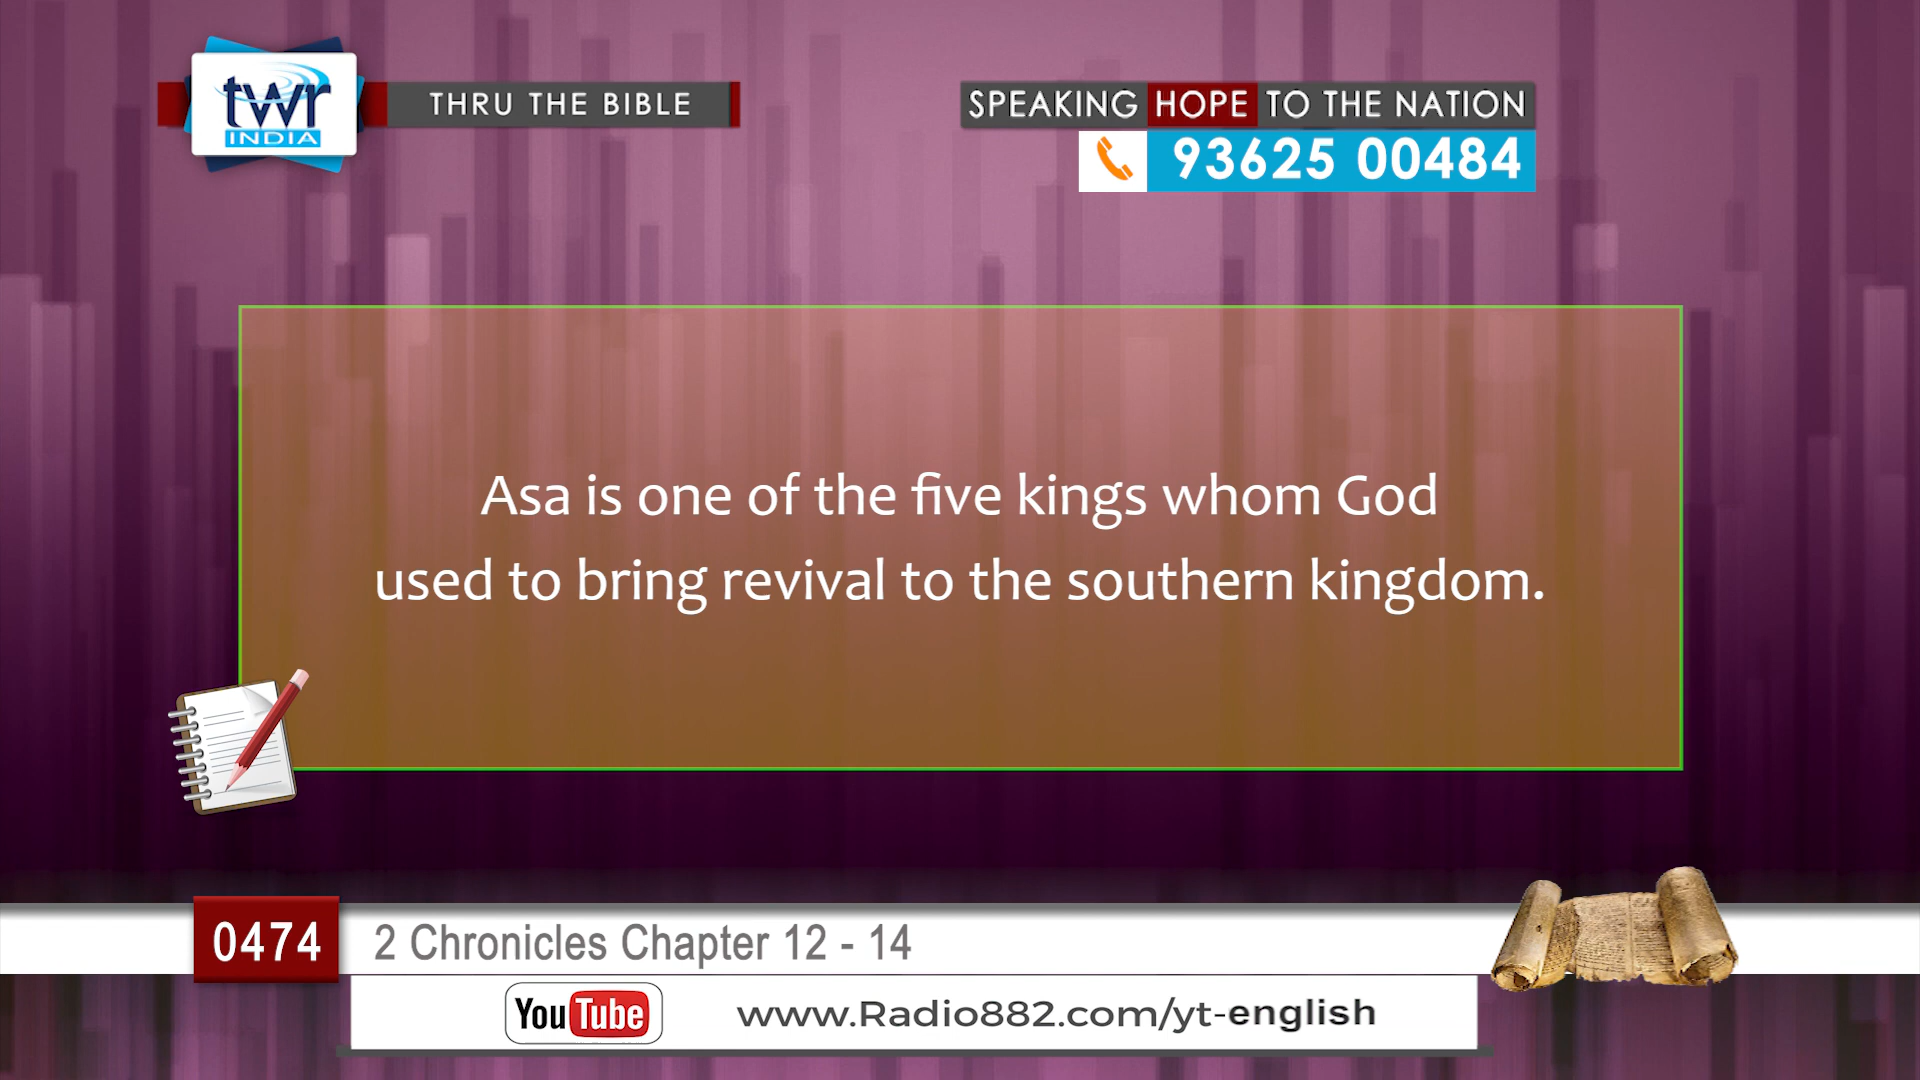 twr
INDIA
THRU THE BIBLE
SPEAKING HOPE TO THE NATION
93625 00484
Asa is one of the five kings whom God
used to bring revival to the southern kingdom.
0474
2 Chronicles Chapter 12 - 14
YouTube
www.Radio882.com/yt-english